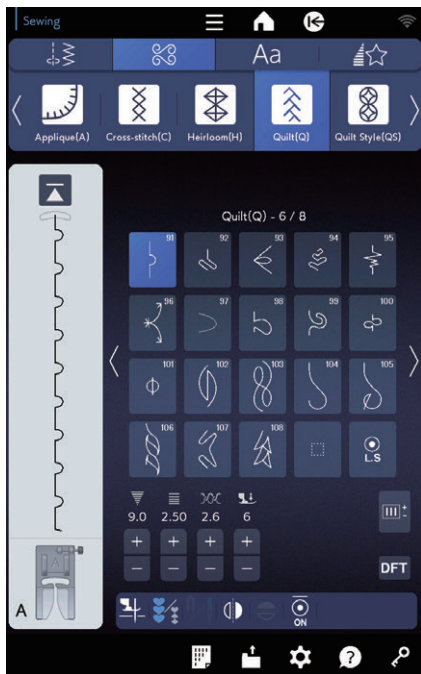 Sewing
Aa
Applique(A) Cross-stitch(C) Heirloom(H) Quilt(Q) Quilt Style(QS)
Quilt(Q) - 6 / 8
91 92 93 94 95
96 97 98 99 100
101 102 103 104 105
106 107 108 L.S
9.0 2.50 2.6 6
+ + +
- - -
DFT
A
ON
?